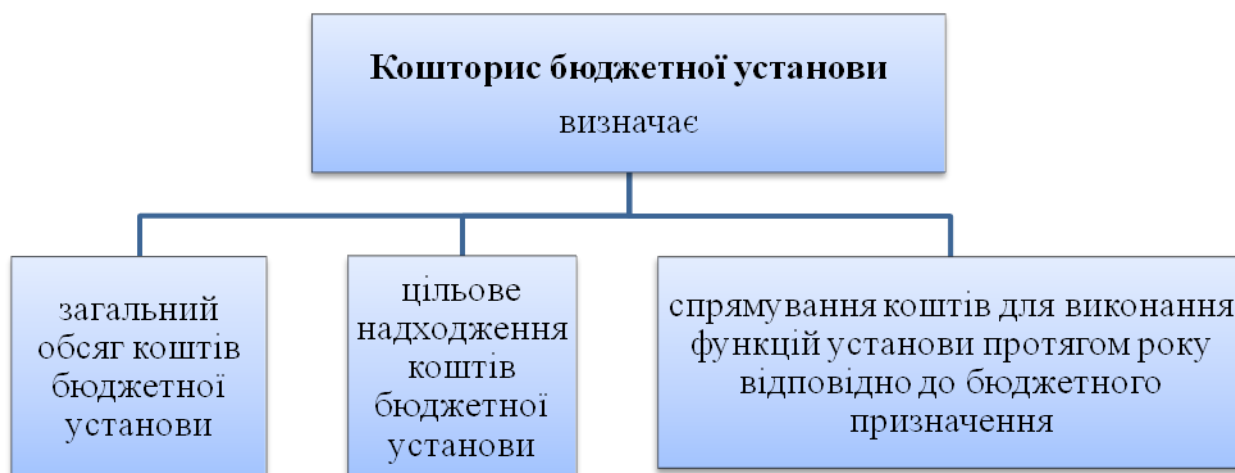 Кошторис бюджетної установи
визначає
загальний
обсяг коштів
бюджетної
установи
цільове
надходження
коштів
бюджетної
установи
спрямування коштів для виконання
функцій установи протягом року
відповідно до бюджетного
призначення